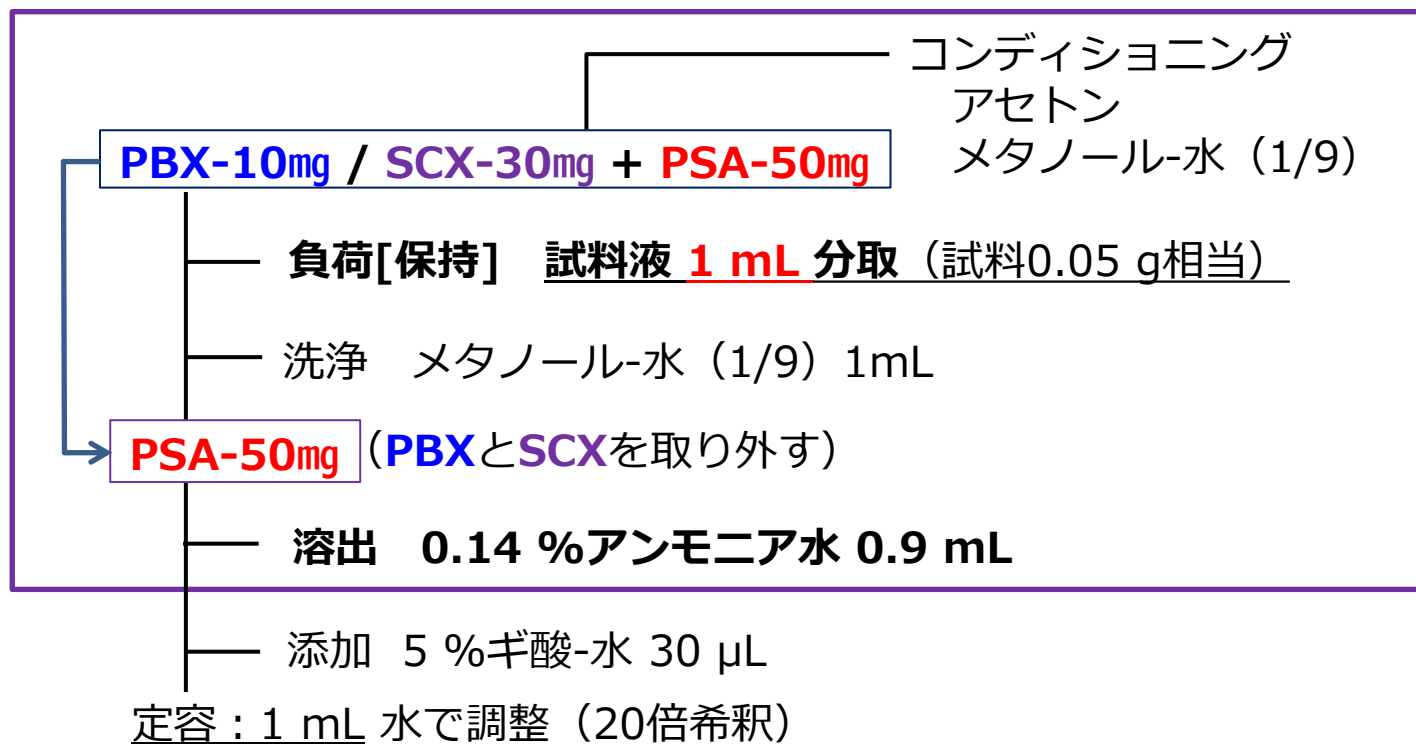 コンディショニング
アセトン
メタノール-水（1/9）
PBX-10㎎ / SCX-30㎎ + PSA-50㎎
負荷[保持]　試料液 1 mL 分取（試料0.05 g相当）
洗浄　メタノール-水（1/9）1mL
PSA-50㎎（PBXとSCXを取り外す）
溶出　0.14 %アンモニア水 0.9 mL
添加 5 %ギ酸-水 30 μL
定容：1 mL 水で調整（20倍希釈）